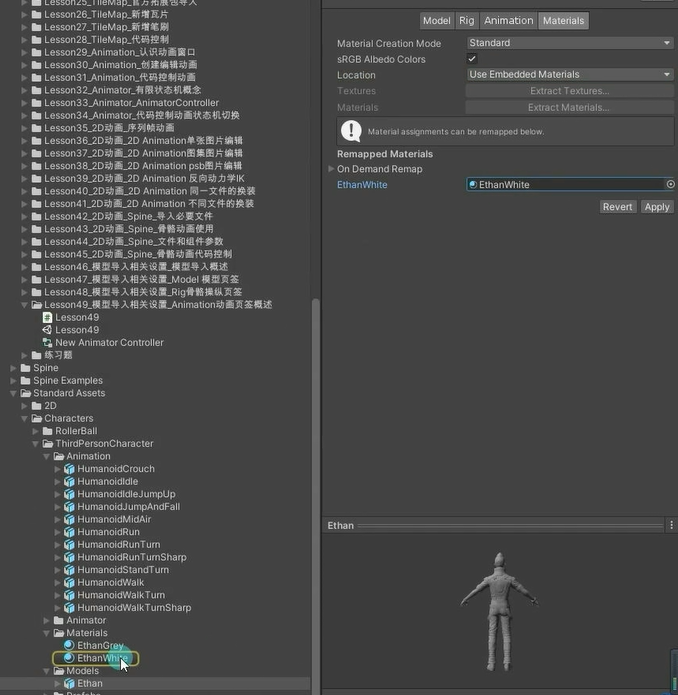 Lesson25_TileMap_官方拓展包导入
Lesson26_TileMap_新增瓦片
Lesson27_TileMap_新增笔刷
Lesson28_TileMap_代码控制
Lesson29_Animation_认识动画窗口
Lesson30_Animation_创建编辑动画
Lesson31_Animation_代码控制动画
Lesson32_Animator_有限状态机概念
Lesson33_Animator_AnimatorController
Lesson34_Animator_代码控制动画状态机切换
Lesson35_2D动画_序列帧动画
Lesson36_2D动画_2D Animation单张图片编辑
Lesson37_2D动画_2D Animation图集图片编辑
Lesson38_2D动画_2D Animation psb图片编辑
Lesson39_2D动画_2D Animation 反向动力学IK
Lesson40_2D动画_2D Animation 同一文件的换装
Lesson41_2D动画_2D Animation 不同文件的换装
Lesson42_2D动画_Spine_导入必要文件
Lesson43_2D动画_Spine_骨骼动画使用
Lesson44_2D动画_Spine_文件和组件参数
Lesson45_2D动画_Spine_骨骼动画代码控制
Lesson46_模型导入相关设置_模型导入概述
Lesson47_模型导入相关设置_Model 模型页签
Lesson48_模型导入相关设置_Rig骨骼操纵页签
Lesson49_模型导入相关设置_Animation动画页签概述
Lesson49
Lesson49
New Animator Controller
练习题
Spine
Spine Examples
Standard Assets
2D
Characters
RollerBall
ThirdPersonCharacter
Animation
HumanoidCrouch
HumanoidIdle
HumanoidIdleJumpUp
HumanoidJumpAndFall
HumanoidMidAir
HumanoidRun
HumanoidRunTurn
HumanoidRunTurnSharp
HumanoidStandTurn
HumanoidWalk
HumanoidWalkTurn
HumanoidWalkTurnSharp
Animator
Materials
EthanGrey
EthanWhite
Models
Ethan
Prefabs
Model Rig Animation Materials
Material Creation Mode Standard
sRGB Albedo Colors
Location Use Embedded Materials
Textures Extract Textures...
Materials Extract Materials...
Material assignments can be remapped below.
Remapped Materials
On Demand Remap
EthanWhite EthanWhite
Revert Apply
Ethan